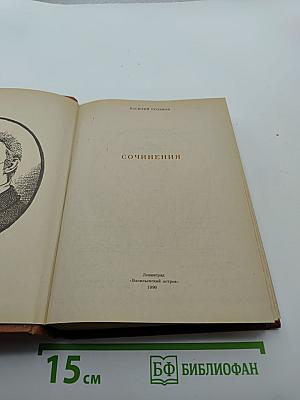 ВАСИЛИЙ РОЗАНОВ
СОЧИНЕНИЯ
Ленинград
«Васильевский остров»
1990
15 см
БФ БИБЛИОФАН